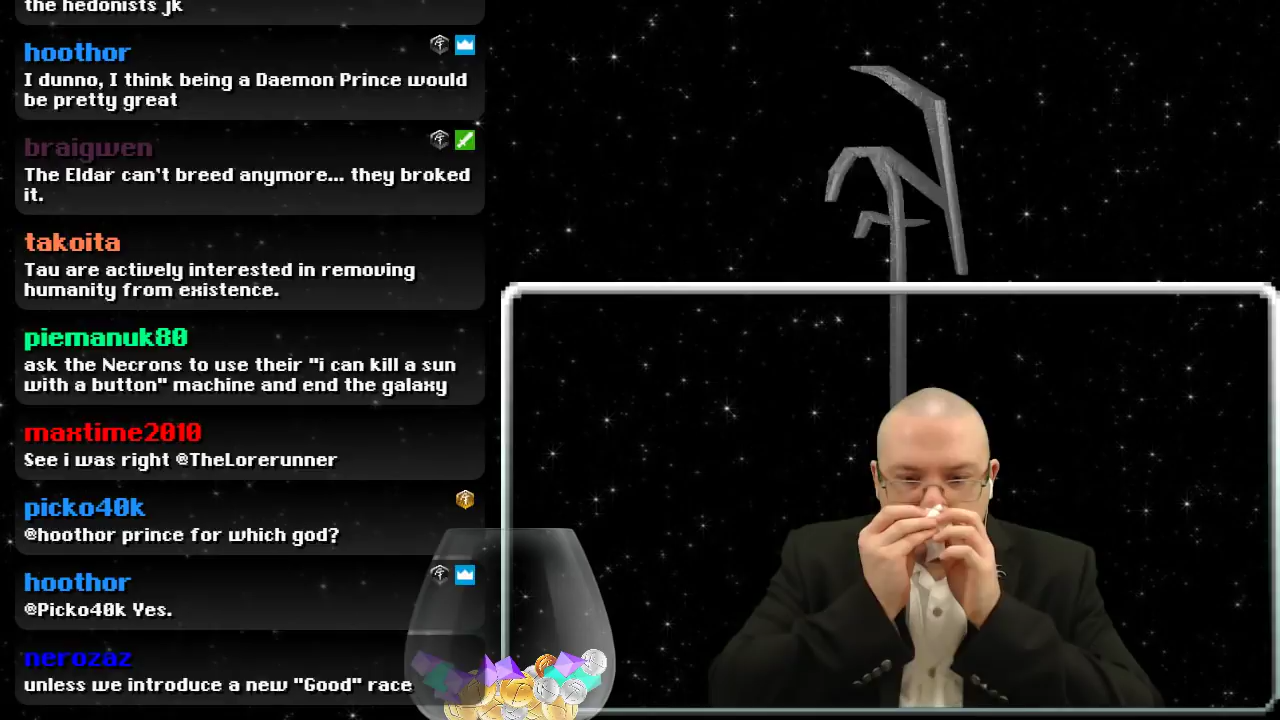 the hedonists jk
hoothor
I dunno, I think being a Daemon Prince would
be pretty great
braigwen
The Eldar can't breed anymore... they broked
it.
takoita
Tau are actively interested in removing
humanity from existence.
piemanuk80
ask the Necrons to use their "i can kill a sun
with a button" machine and end the galaxy
maxtime2010
See i was right @TheLorerunner
picko40k
@hoothor prince for which god?
hoothor
@Picko40k Yes.
nerozaz
unless we introduce a new "Good" race